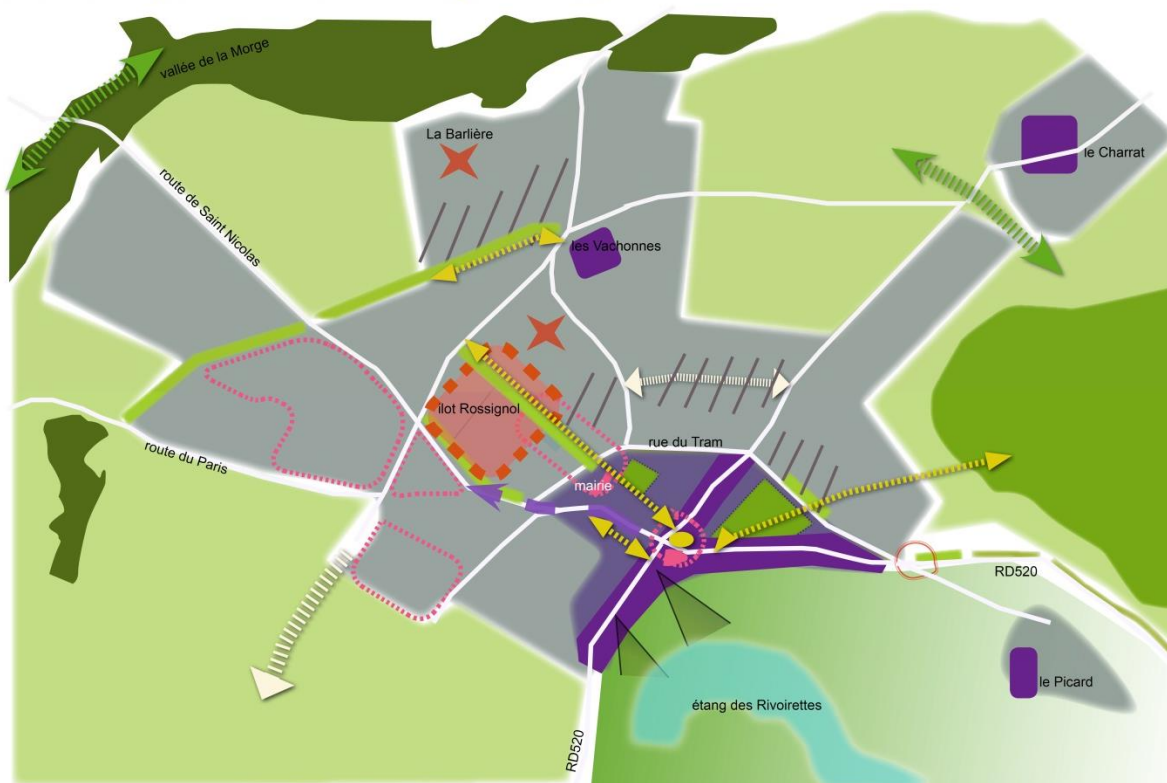 vallée de la Morge
La Barlière
le Charrat
route de Saint Nicolas
les Vachonnes
ilot Rossignol
route du Paris
rue du Tram
mairie
RD520
le Picard
étang des Rivoirettes
RD520